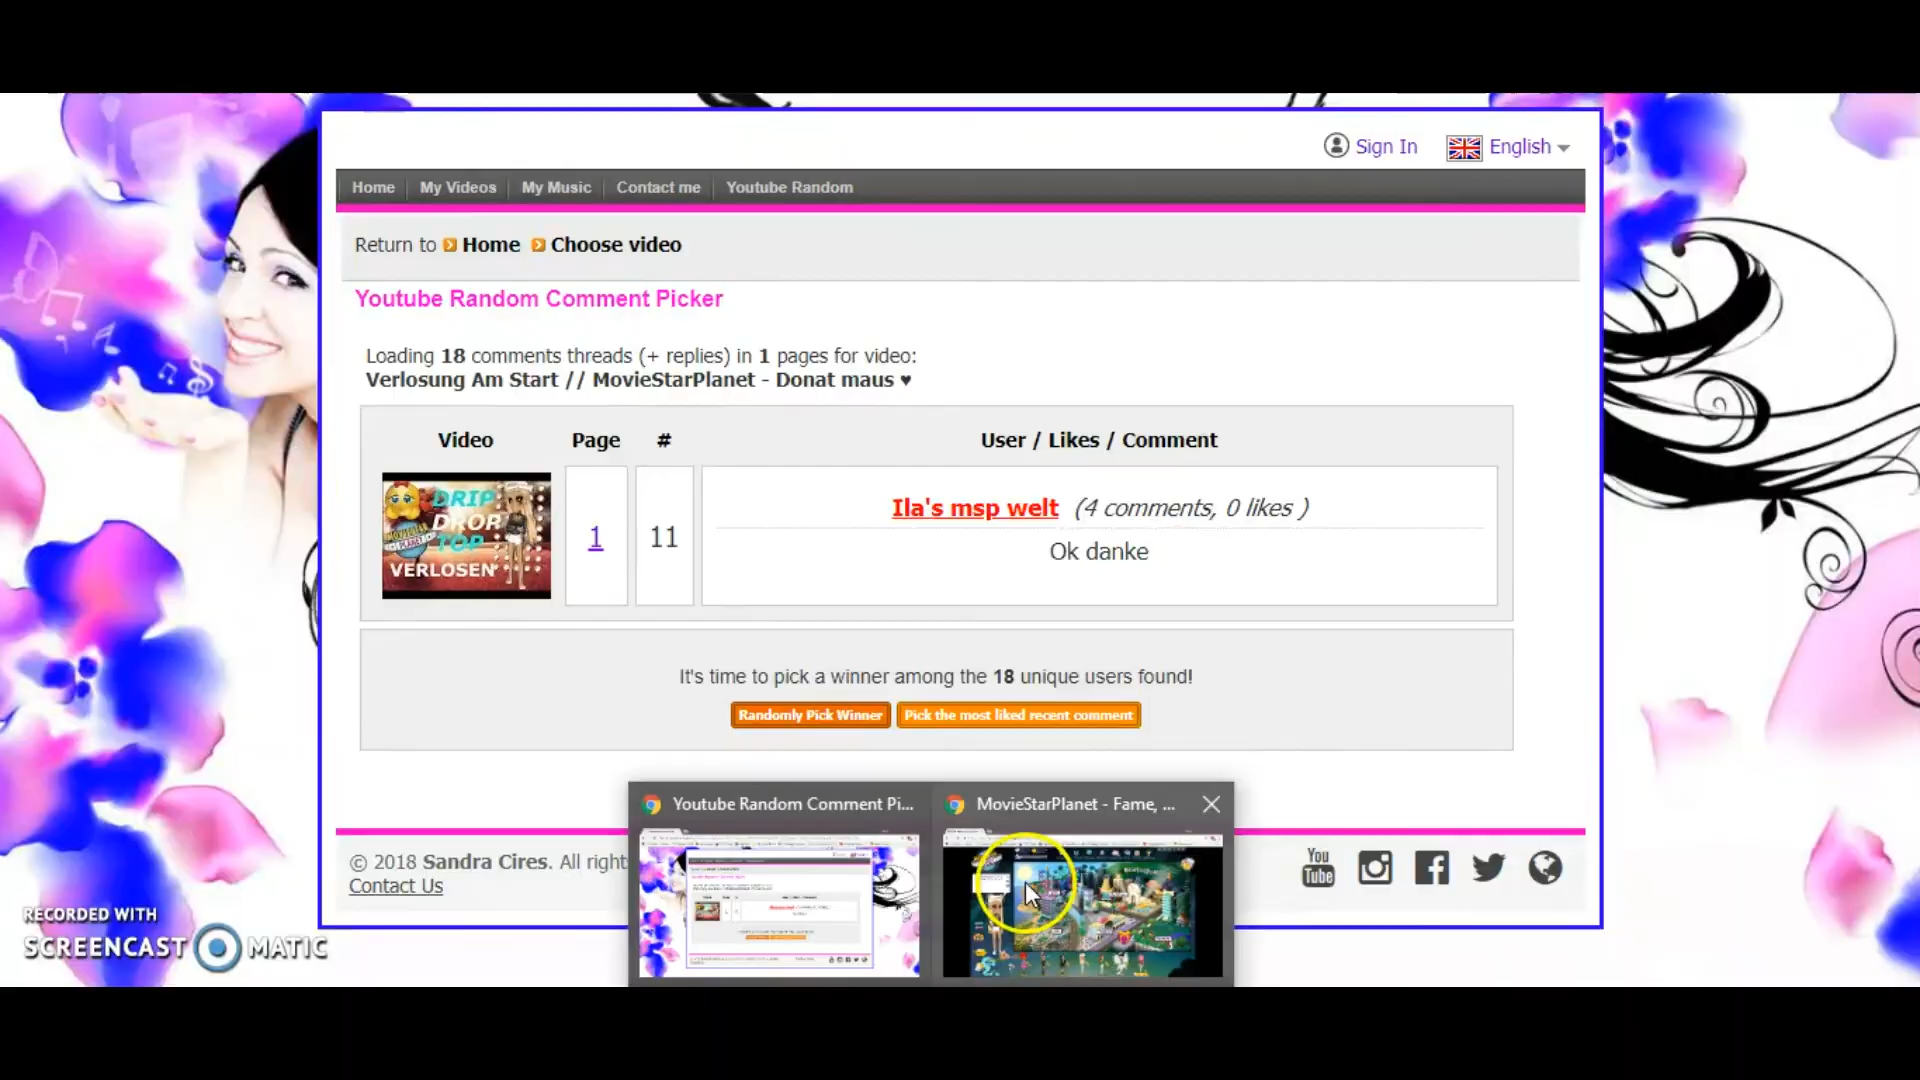 Sign In English
Home My Videos My Music Contact me Youtube Random
Return to Home Choose video
Youtube Random Comment Picker
Loading 18 comments threads (+ replies) in 1 pages for video:
Verlosung Am Start // MovieStarPlanet - Donat maus ♥
Video Page # User / Likes / Comment
DRIP
DROP
TOP
VERLOSEN
1
11
Ila's msp welt (4 comments, 0 likes )
Ok danke
It's time to pick a winner among the 18 unique users found!
Randomly Pick Winner Pick the most liked recent comment
Youtube Random Comment Pi...
MovieStarPlanet - Fame, ...
© 2018 Sandra Cires. All right
Contact Us
You
Tube
RECORDED WITH
SCREENCAST MATIC